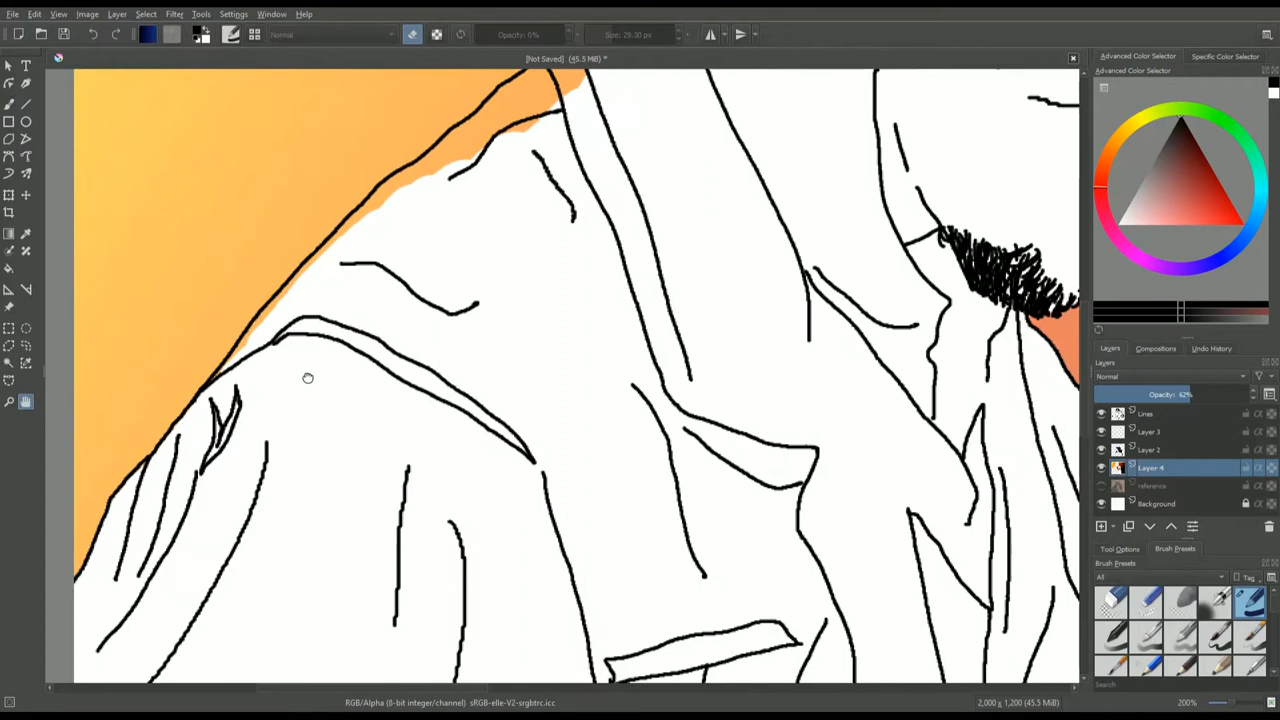 File Edit View Image Layer Select Filter Tools Settings Window Help
Normal Opacity: 0% Size: 29.30 px
[Not Saved] (45.5 MB) *
Advanced Color Selector Specific Color Selector
Advanced Color Selector
Layers Compositions Undo History
Layers
Normal
Opacity: 62%
Lines
Layer 3
Layer 2
Layer 4
reference
Background
Tool Options Brush Presets
Brush Presets
All Tag
Search
RGB/Alpha (8-bit integer/channel) sRGB-elle-V2-srgbtrc.icc 2,000 x 1,200 (45.5 MiB) 200%